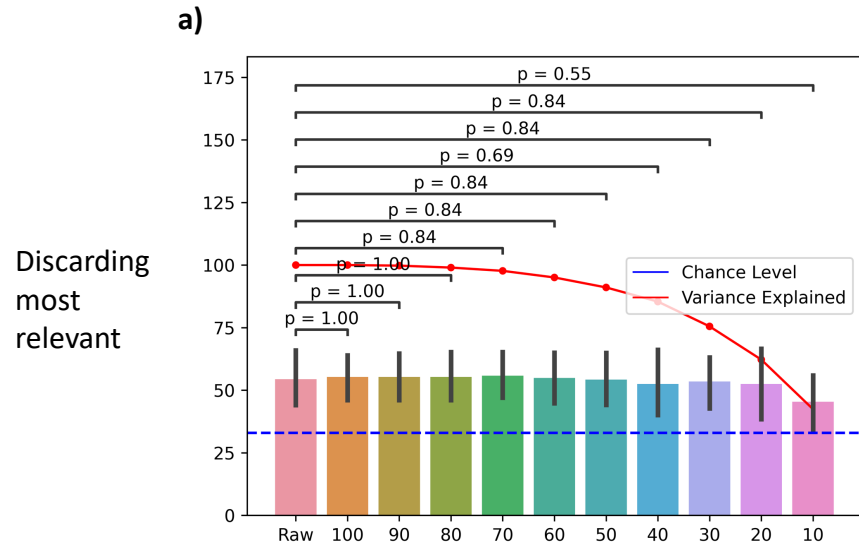 a)
Discarding
most
relevant
175
150
125
100
75
50
25
0
p = 0.55
p = 0.84
p = 0.84
p = 0.69
p = 0.84
p = 0.84
p = 0.84
p = 1.00
p = 1.00
p = 1.00
Chance Level
Variance Explained
Raw 100 90 80 70 60 50 40 30 20 10